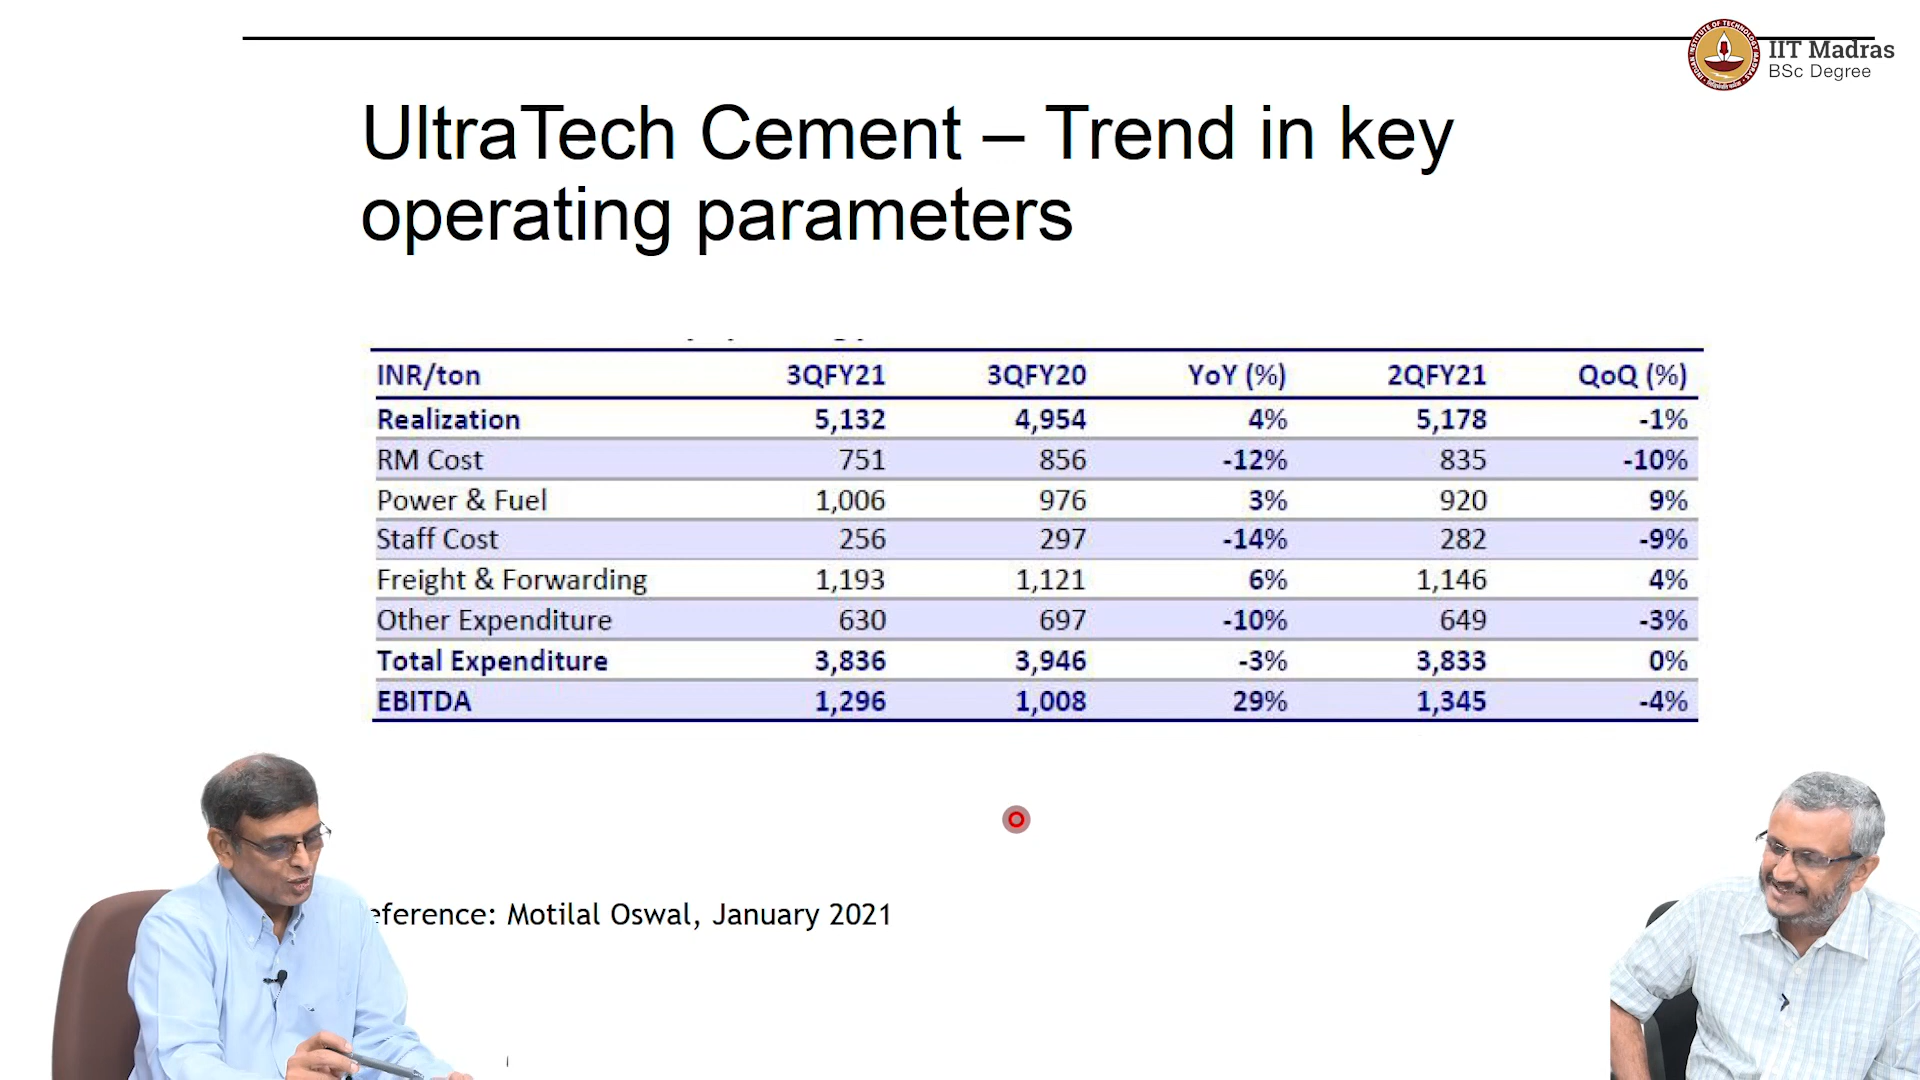 IIT Madras
BSc Degree
UltraTech Cement – Trend in key
operating parameters
INR/ton 3QFY21 3QFY20 YoY (%) 2QFY21 QoQ (%)
Realization 5,132 4,954 4% 5,178 -1%
RM Cost 751 856 -12% 835 -10%
Power & Fuel 1,006 976 3% 920 9%
Staff Cost 256 297 -14% 282 -9%
Freight & Forwarding 1,193 1,121 6% 1,146 4%
Other Expenditure 630 697 -10% 649 -3%
Total Expenditure 3,836 3,946 -3% 3,833 0%
EBITDA 1,296 1,008 29% 1,345 -4%
eference: Motilal Oswal, January 2021